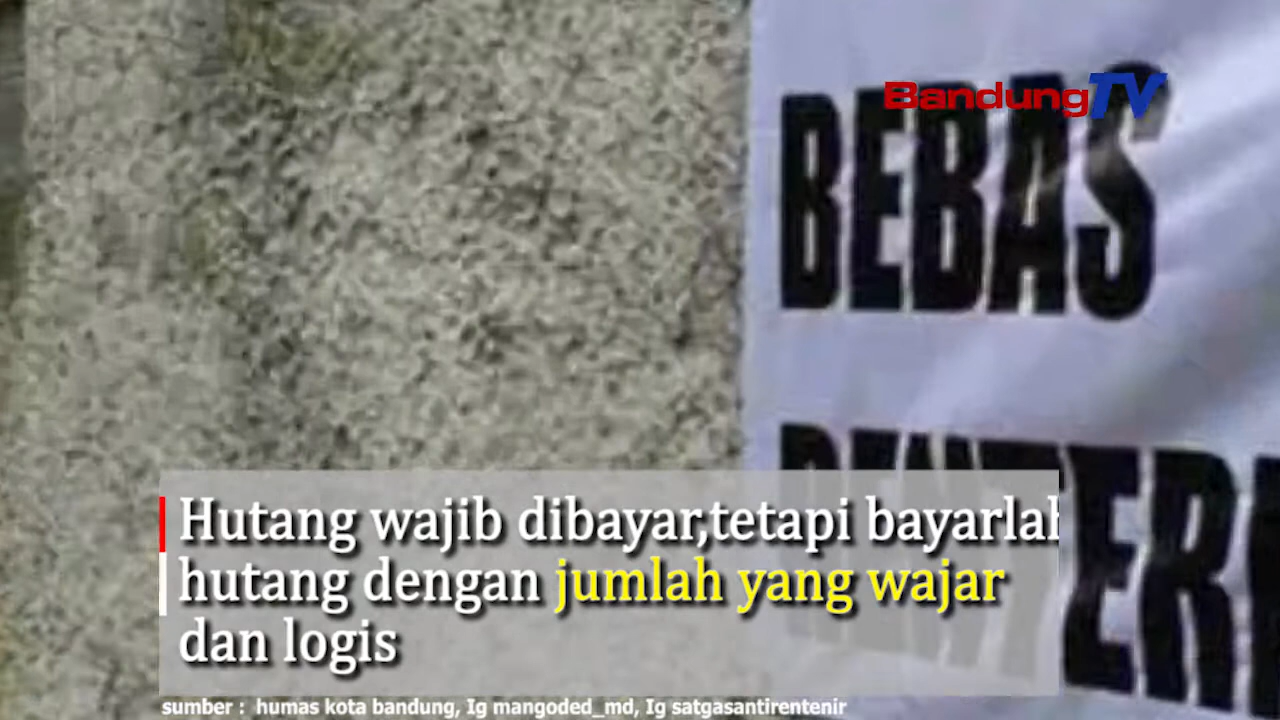 BandungTV
BEBAS
Hutang wajib dibayar,tetapi bayarlah
hutang dengan jumlah yang wajar
dan logis
sumber : humas kota bandung, Ig mangoded_md, Ig satgasantirentenir